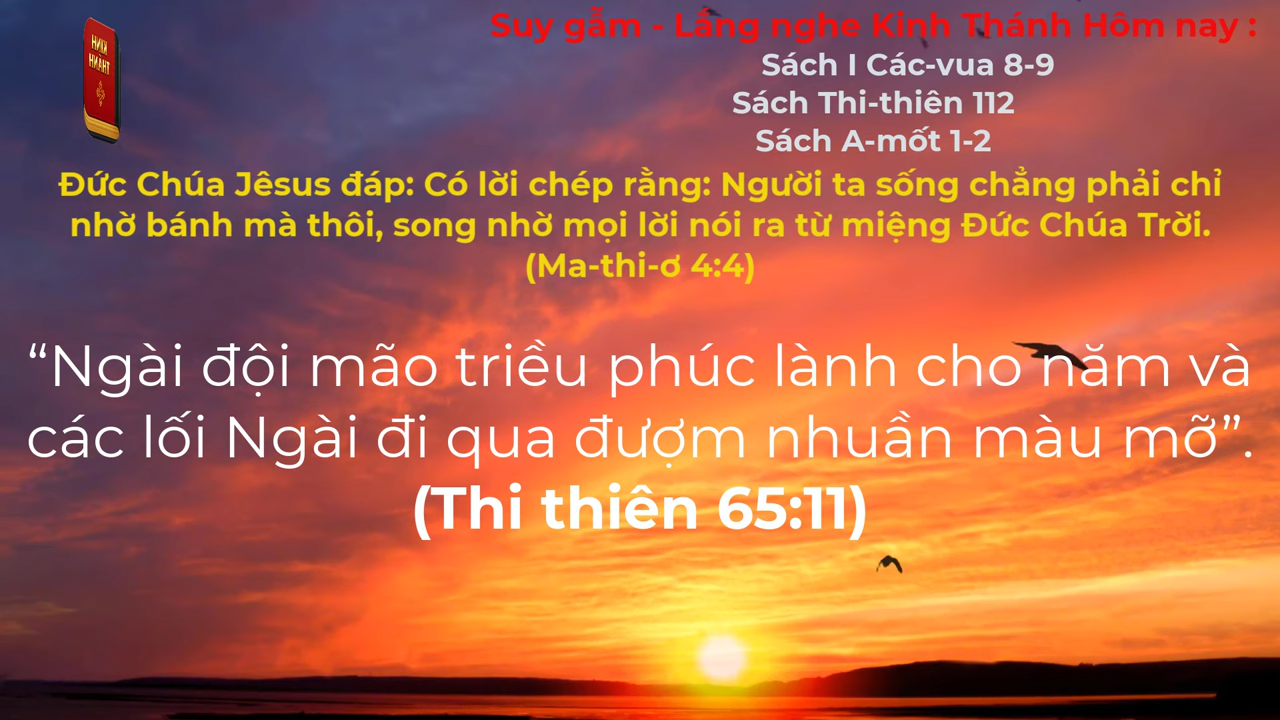 KINH
THÁNH
Suy gẫm - Lắng nghe Kinh Thánh Hôm nay :
Sách I Các-vua 8-9
Sách Thi-thiên 112
Sách A-mốt 1-2
Đức Chúa Jêsus đáp: Có lời chép rằng: Người ta sống chẳng phải chỉ
nhờ bánh mà thôi, song nhờ mọi lời nói ra từ miệng Đức Chúa Trời.
(Ma-thi-ơ 4:4)
“Ngài đội mão triều phúc lành cho năm và
các lối Ngài đi qua đượm nhuần màu mỡ”.
(Thi thiên 65:11)